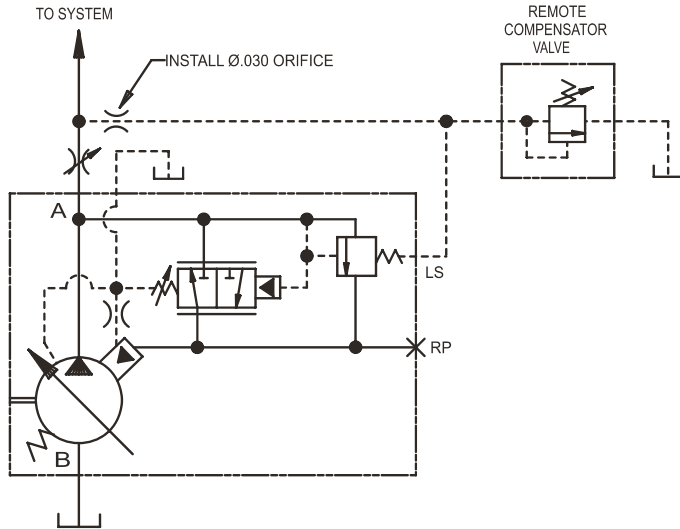 TO SYSTEM
REMOTE
COMPENSATOR
VALVE
INSTALL Ø.030 ORIFICE
A
LS
RP
B